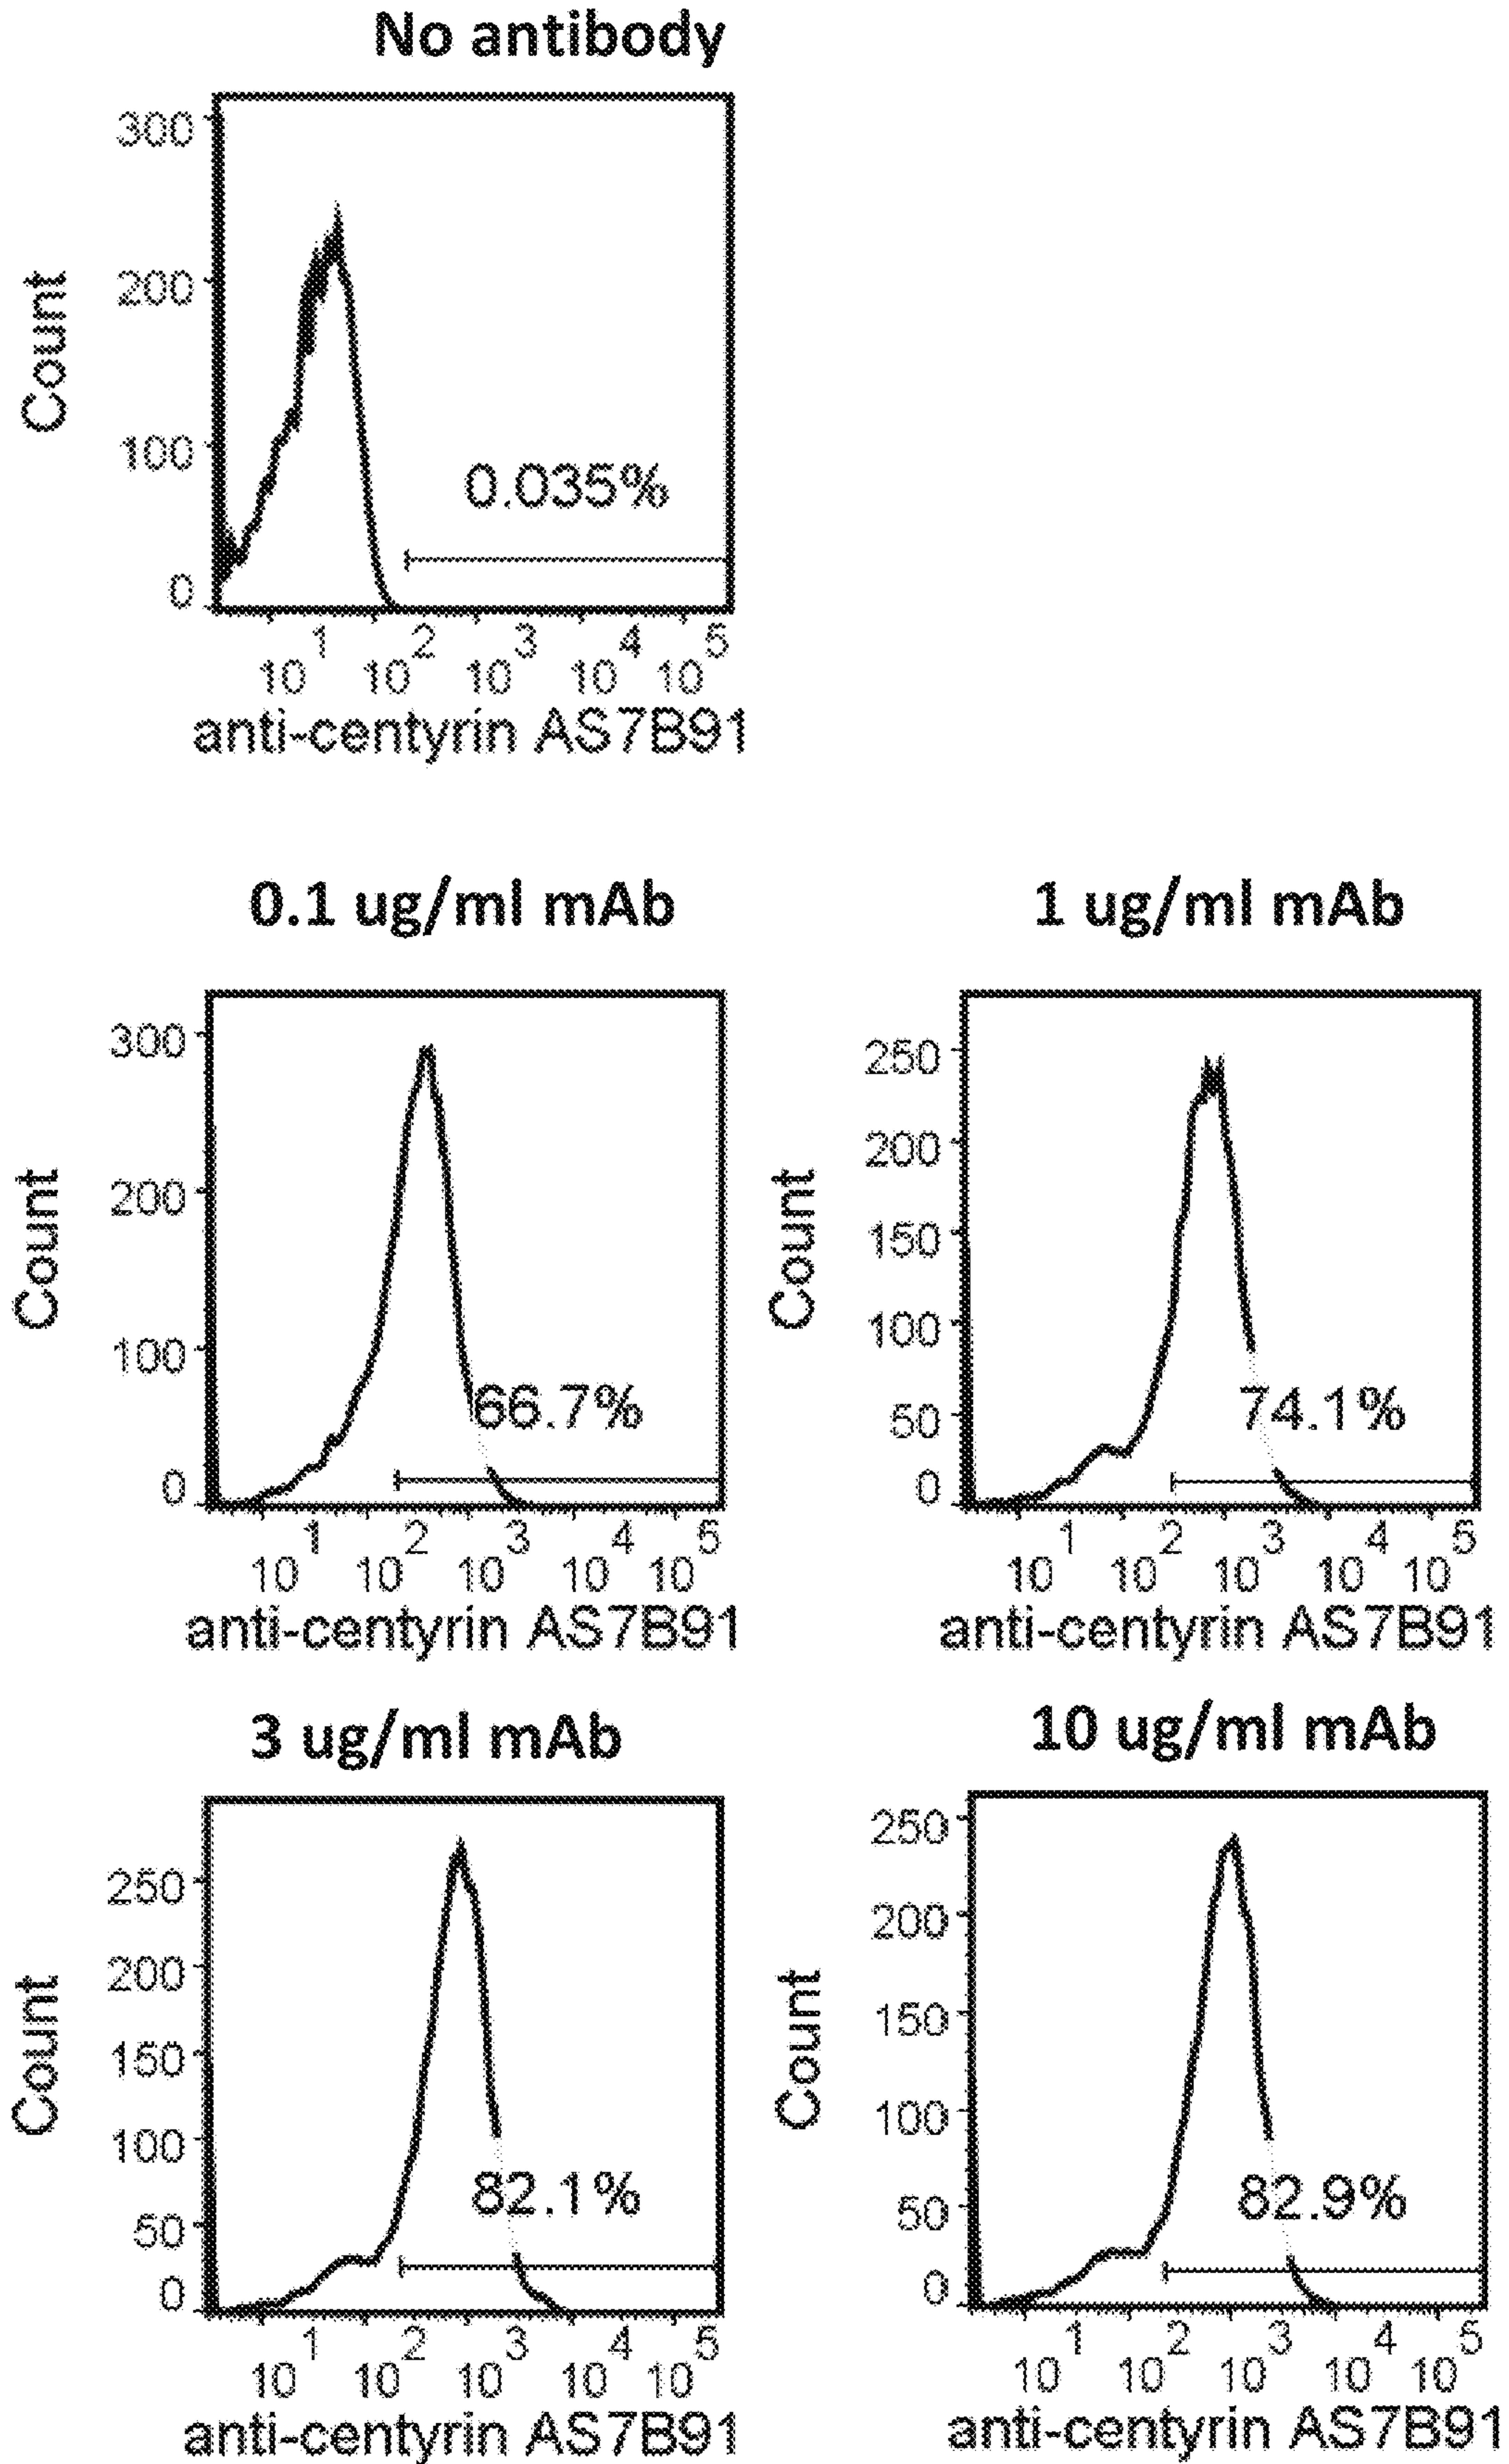 No antibody
300
200
100
0
Count
0.035%
10^1 10^2 10^3 10^4 10^5
anti-centyrin AS7B91
0.1 ug/ml mAb
300
200
100
0
Count
66.7%
10^1 10^2 10^3 10^4 10^5
anti-centyrin AS7B91
1 ug/ml mAb
250
200
150
100
50
0
Count
74.1%
10^1 10^2 10^3 10^4 10^5
anti-centyrin AS7B91
3 ug/ml mAb
250
200
150
100
50
0
Count
82.1%
10^1 10^2 10^3 10^4 10^5
anti-centyrin AS7B91
10 ug/ml mAb
250
200
150
100
50
0
Count
82.9%
10^1 10^2 10^3 10^4 10^5
anti-centyrin AS7B91